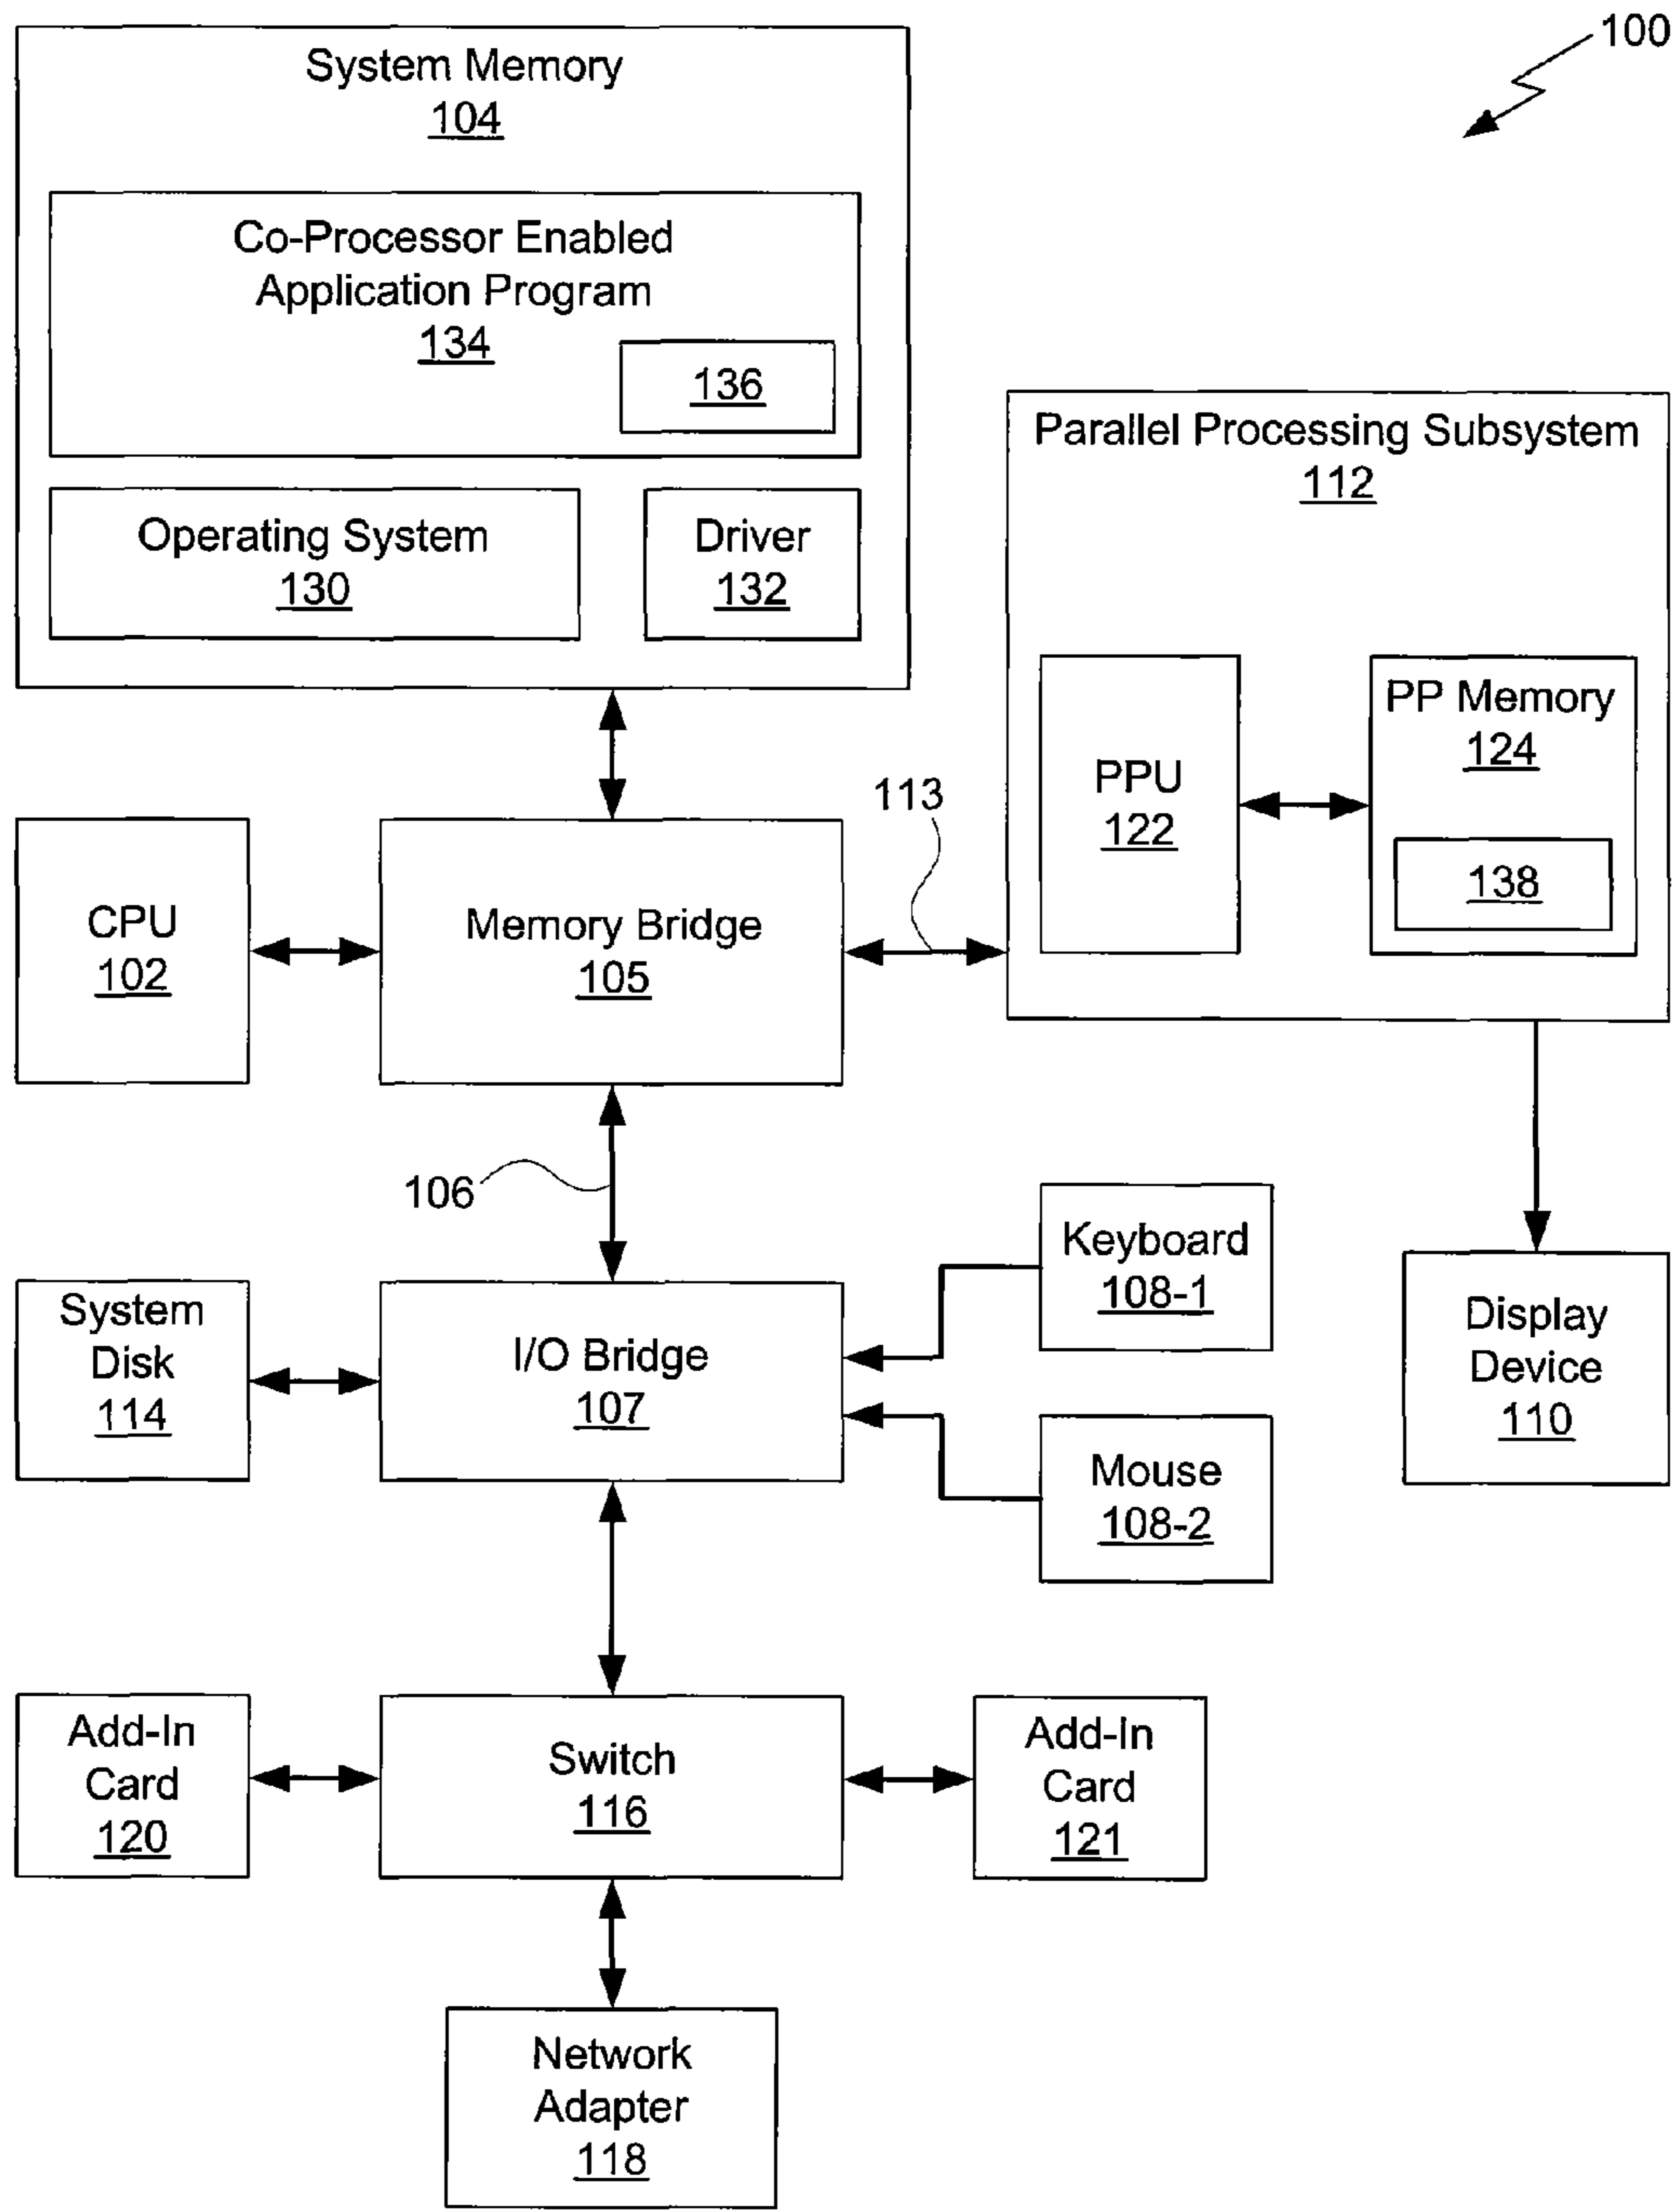 100
System Memory
104
Co-Processor Enabled
Application Program
134
136
Operating System
130
Driver
132
Parallel Processing Subsystem
112
PPU
122
PP Memory
124
138
113
CPU
102
Memory Bridge
105
106
Keyboard
108-1
System
Disk
114
I/O Bridge
107
Mouse
108-2
Display
Device
110
Add-In
Card
120
Switch
116
Add-In
Card
121
Network
Adapter
118